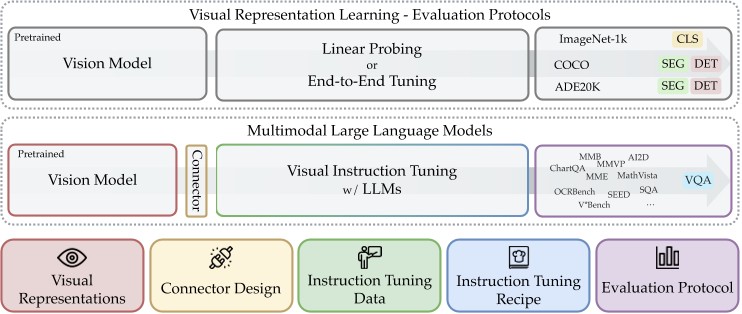 Visual Representation Learning - Evaluation Protocols
Pretrained
Vision Model
Linear Probing
or
End-to-End Tuning
ImageNet-1k CLS
COCO SEG DET
ADE20K SEG DET
Multimodal Large Language Models
Pretrained
Vision Model
Connector
Visual Instruction Tuning
w/ LLMs
MMB AI2D
ChartQA MMVP
MME MathVista
OCRBench SEED SQA
V*Bench ...
VQA
Visual
Representations
Connector Design
Instruction Tuning
Data
Instruction Tuning
Recipe
Evaluation Protocol